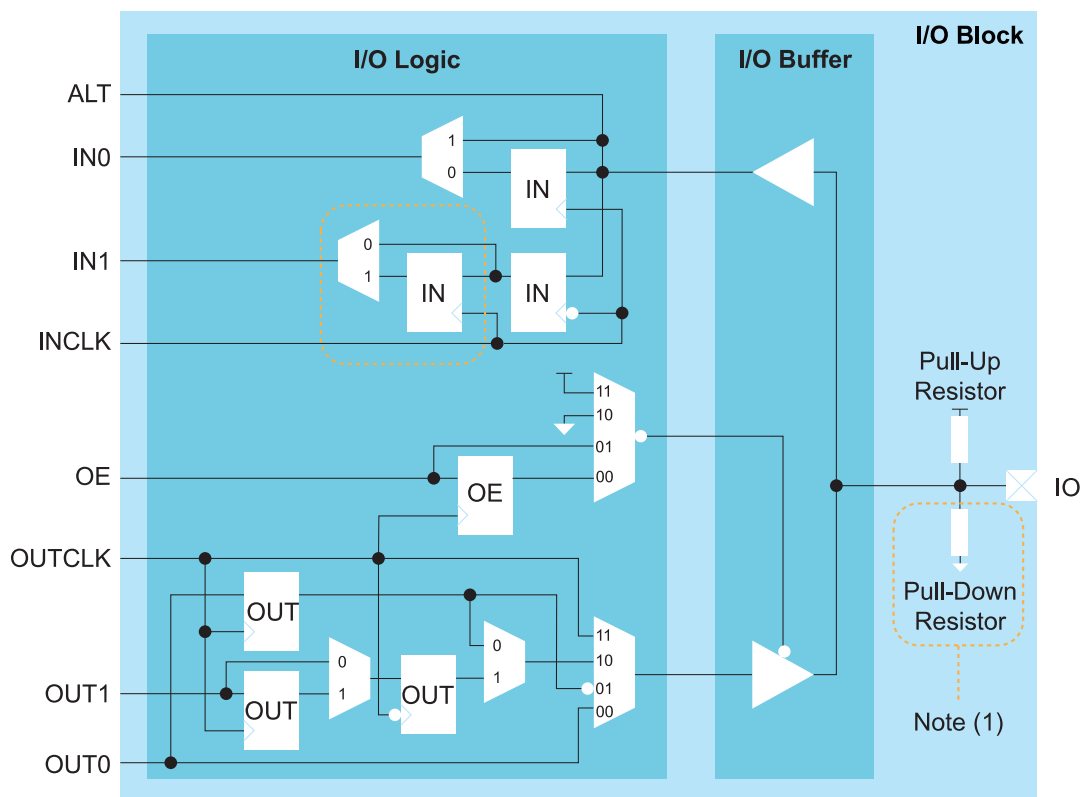 I/O Block
I/O Logic
I/O Buffer
ALT
1
IN0
0
IN
0
IN1
1
IN
IN
INCLK
Pull-Up
Resistor
11
10
01
OE
00
OE
IO
OUTCLK
OUT
Pull-Down
Resistor
0
11
0
10
1
01
OUT1
1
OUT
OUT
00
Note (1)
OUT0